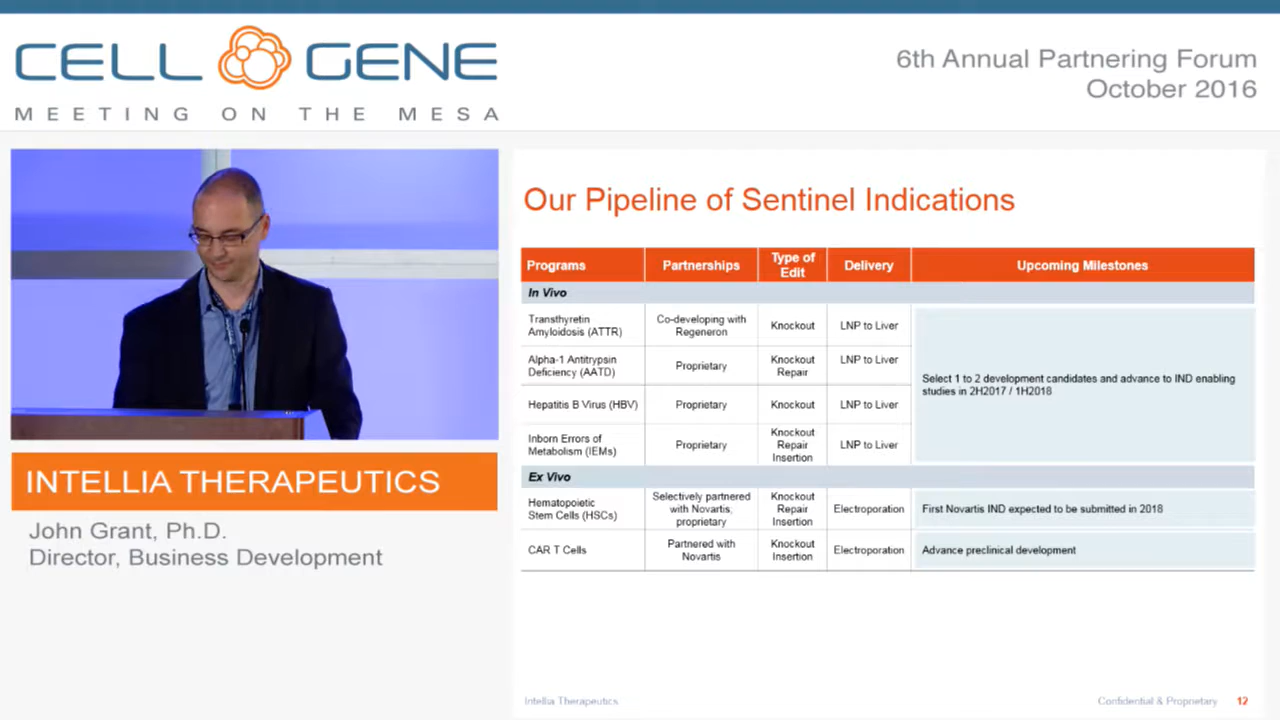 CELL GENE
MEETING ON THE MESA
6th Annual Partnering Forum
October 2016
INTELLIA THERAPEUTICS
John Grant, Ph.D.
Director, Business Development
Our Pipeline of Sentinel Indications
Programs Partnerships Type of Edit Delivery Upcoming Milestones
In Vivo
Transthyretin Amyloidosis (ATTR) Co-developing with Regeneron Knockout LNP to Liver
Alpha-1 Antitrypsin Deficiency (AATD) Proprietary Knockout Repair LNP to Liver
Select 1 to 2 development candidates and advance to IND enabling
studies in 2H2017 / 1H2018
Hepatitis B Virus (HBV) Proprietary Knockout LNP to Liver
Inborn Errors of Metabolism (IEMs) Proprietary Knockout Repair Insertion LNP to Liver
Ex Vivo
Hematopoietic Stem Cells (HSCs) Selectively partnered with Novartis; proprietary Knockout Repair Insertion Electroporation First Novartis IND expected to be submitted in 2018
CAR T Cells Partnered with Novartis Knockout Insertion Electroporation Advance preclinical development
Intellia Therapeutics Confidential & Proprietary 12